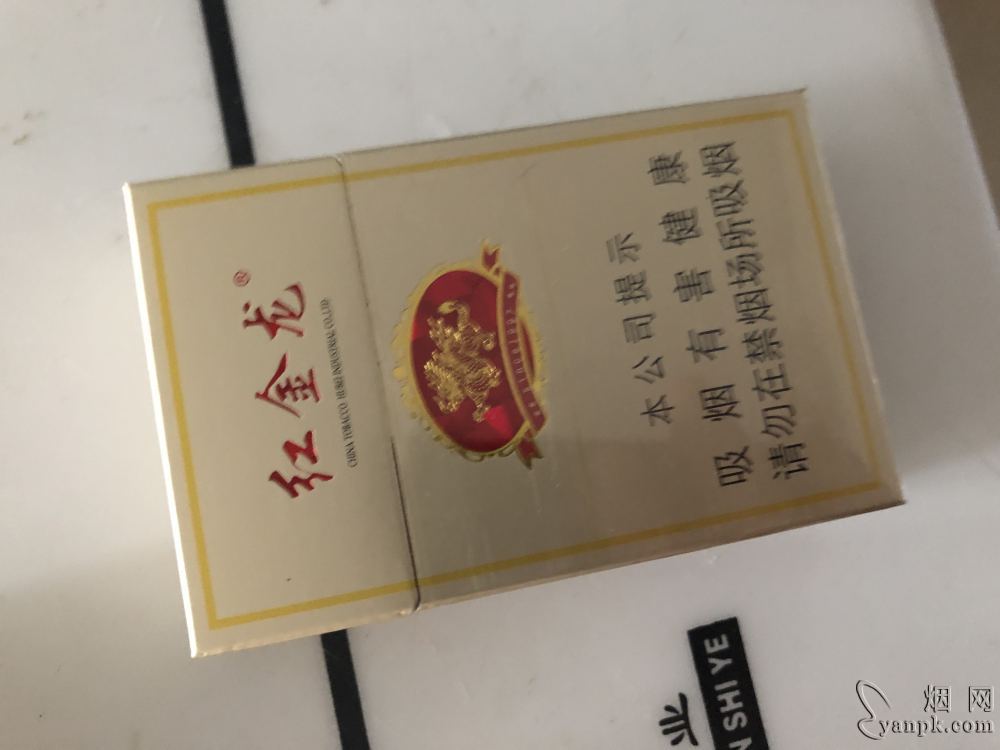 红金龙®
CHINA TOBACCO HUBEI INDUSTRIAL CO.,LTD
本公司提示
吸烟有害健康
请勿在禁烟场所吸烟
业
N SHI YE
烟网
yanpk.com